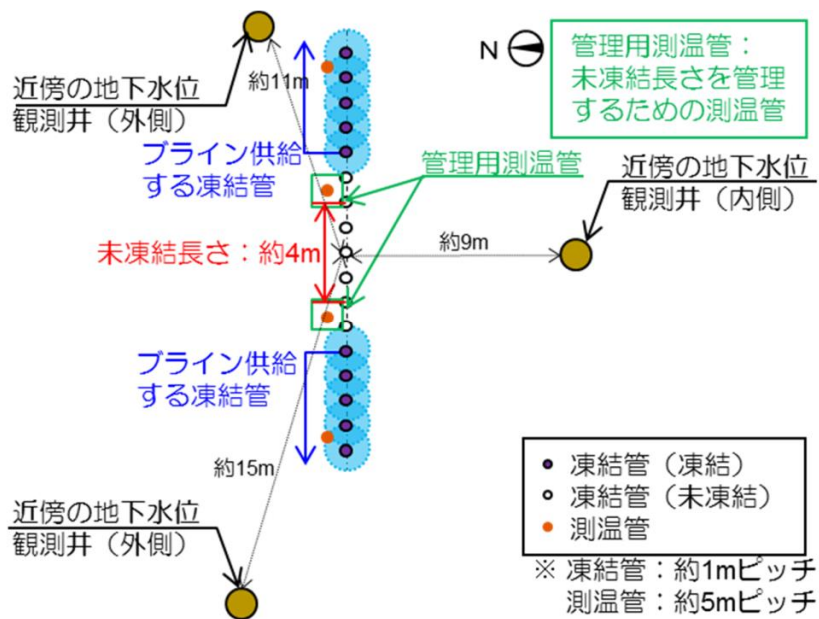 N
管理用測温管：
未凍結長さを管理
するための測温管
近傍の地下水位
観測井（外側）
約11m
ブライン供給
する凍結管
管理用測温管
近傍の地下水位
観測井（内側）
約9m
未凍結長さ：約4m
ブライン供給
する凍結管
約15m
近傍の地下水位
観測井（外側）
凍結管（凍結）
凍結管（未凍結）
測温管
※ 凍結管：約1mピッチ
測温管：約5mピッチ